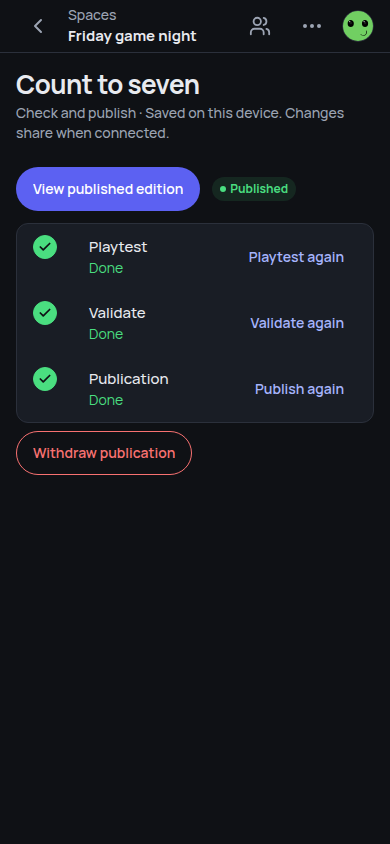 Spaces
Friday game night
Count to seven
Check and publish · Saved on this device. Changes
share when connected.
View published edition
Published
Playtest
Done
Playtest again
Validate
Done
Validate again
Publication
Done
Publish again
Withdraw publication